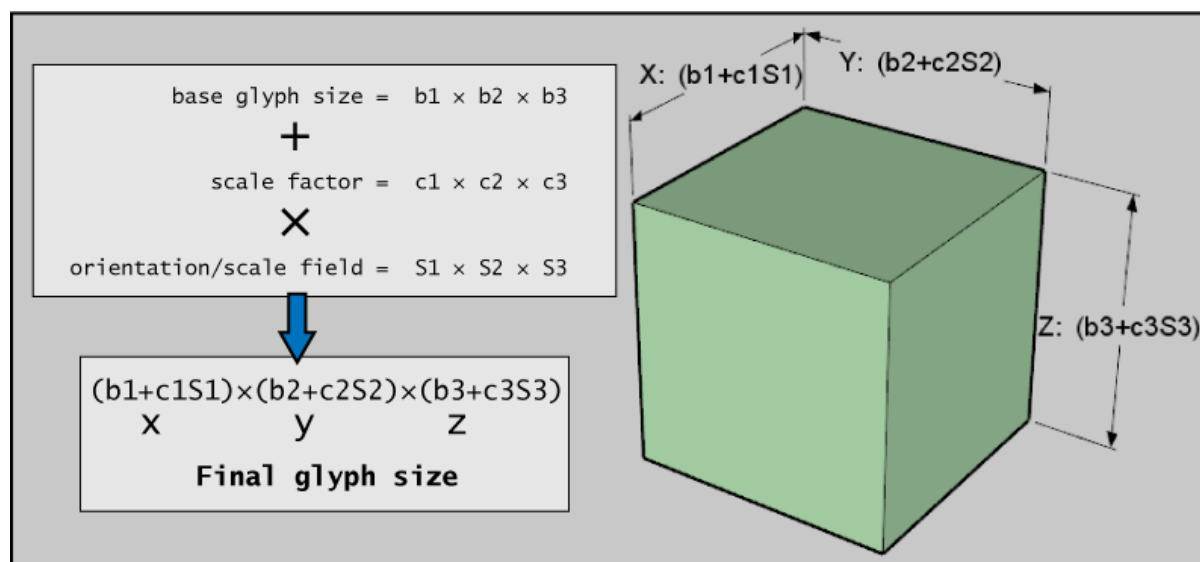 base glyph size = b1 × b2 × b3
+
scale factor = c1 × c2 × c3
×
orientation/scale field = S1 × S2 × S3
(b1+c1S1)×(b2+c2S2)×(b3+c3S3)
x y z
Final glyph size
X: (b1+c1S1)
Y: (b2+c2S2)
Z: (b3+c3S3)